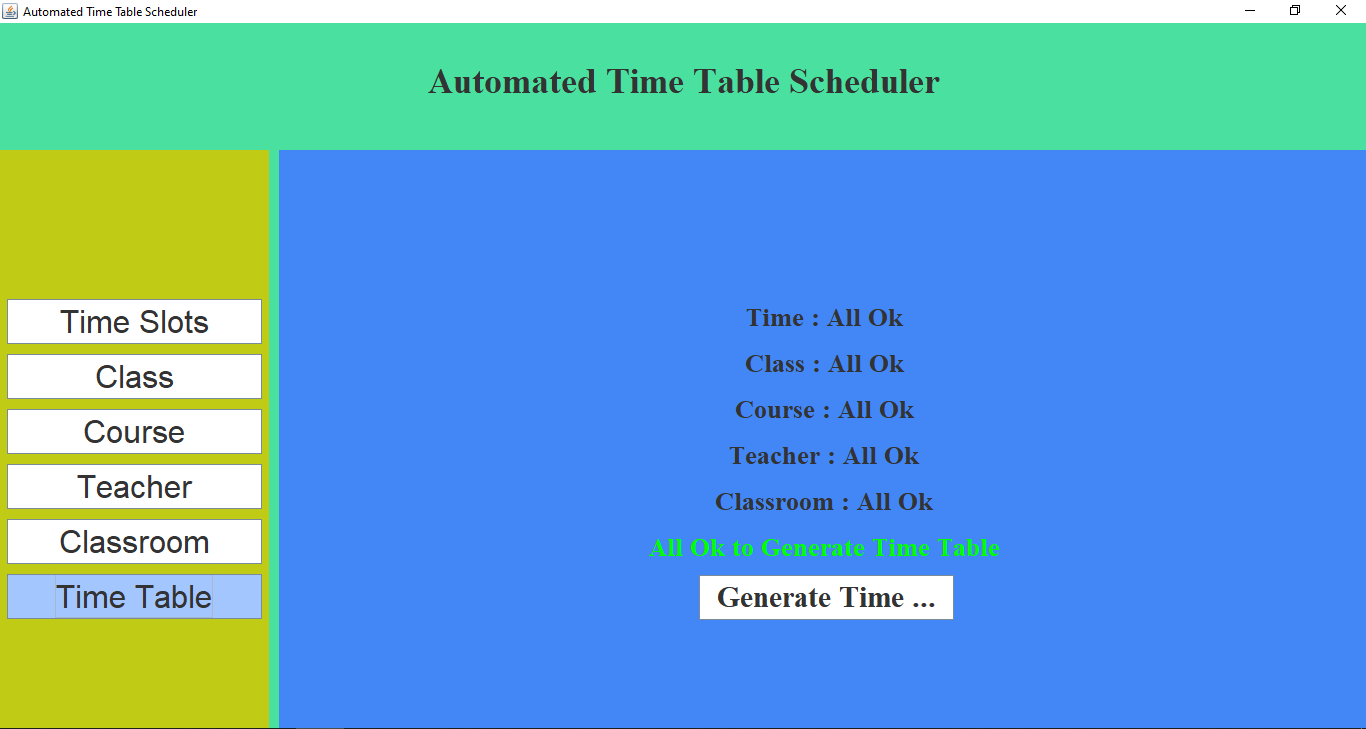 Automated Time Table Scheduler
Automated Time Table Scheduler
Time Slots
Class
Course
Teacher
Classroom
Time Table
Time : All Ok
Class : All Ok
Course : All Ok
Teacher : All Ok
Classroom : All Ok
All Ok to Generate Time Table
Generate Time ...